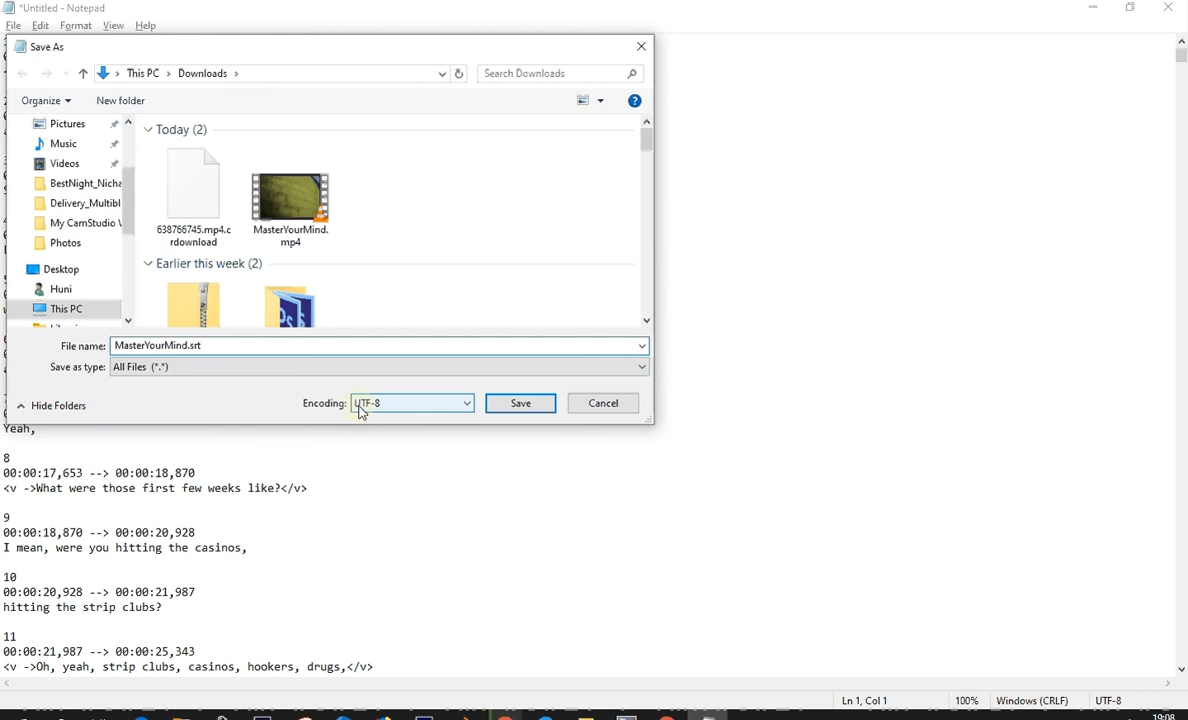 *Untitled - Notepad
File Edit Format View Help
Save As
This PC > Downloads >
Search Downloads
Organize
New folder
Pictures
Music
Videos
BestNight_Nicha
Delivery_Multibl
My CamStudio
Photos
Desktop
Huni
This PC
Today (2)
638766745.mp4.c
rdownload
MasterYourMind.
mp4
Earlier this week (2)
File name: MasterYourMind.srt
Save as type: All Files (*.*)
Hide Folders
Encoding: UTF-8
Save
Cancel
Yeah,
8
00:00:17,653 --> 00:00:18,870
<v ->What were those first few weeks like?</v>
9
00:00:18,870 --> 00:00:20,928
I mean, were you hitting the casinos,
10
00:00:20,928 --> 00:00:21,987
hitting the strip clubs?
11
00:00:21,987 --> 00:00:25,343
<v ->Oh, yeah, strip clubs, casinos, hookers, drugs,</v>
Ln 1, Col 1
100%
Windows (CRLF)
UTF-8
19:08